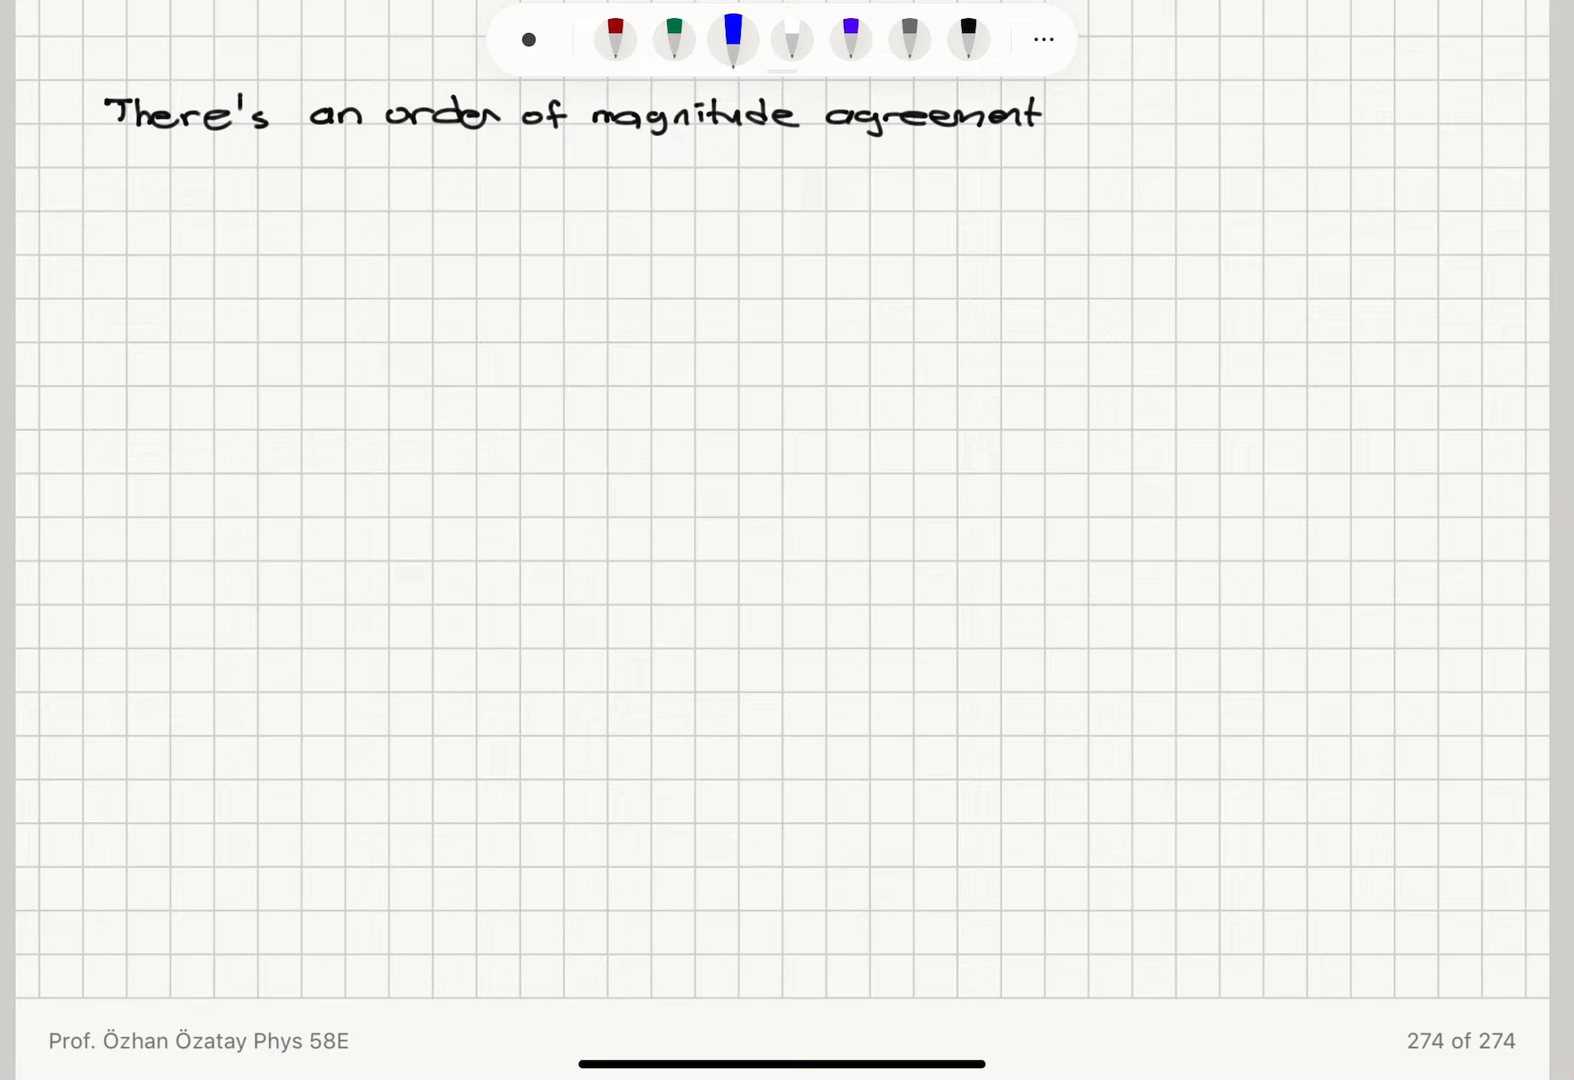 There's an order of magnitude agreement
Prof. Özhan Özatay Phys 58E
274 of 274